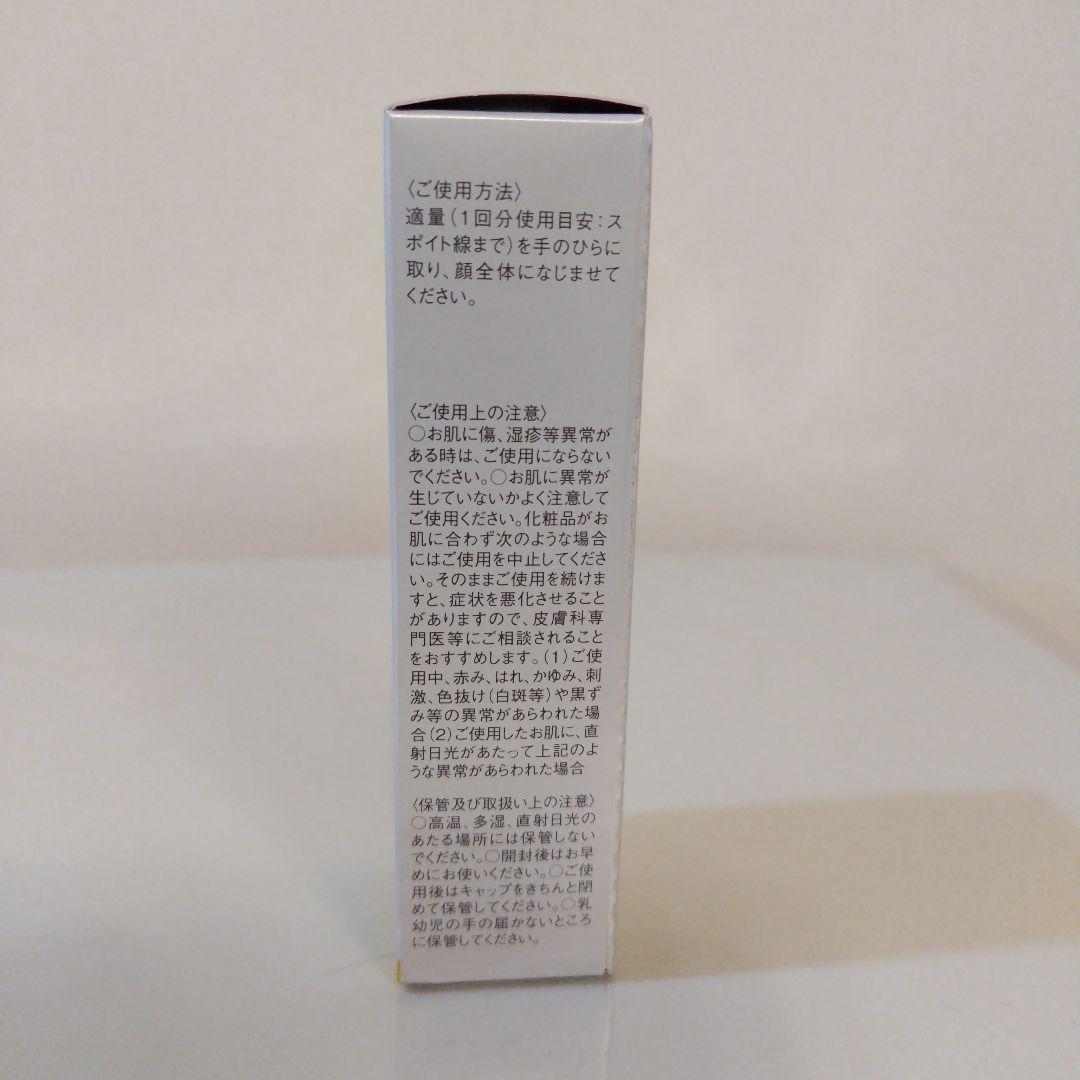 〈ご使用方法〉
適量(1回分使用目安:ス
ポイト線まで)を手のひらに
取り、顔全体になじませて
ください。
〈ご使用上の注意〉
○お肌に傷、湿疹等異常が
ある時は、ご使用にならない
でください。○お肌に異常が
生じていないかよく注意して
ご使用ください。化粧品がお
肌に合わず次のような場合
にはご使用を中止してくださ
い。そのままご使用を続けま
すと、症状を悪化させること
がありますので、皮膚科専
門医等にご相談されること
をおすすめします。(1)ご使
用中、赤み、はれ、かゆみ、刺
激、色抜け(白斑等)や黒ず
み等の異常があらわれた場
合(2)ご使用したお肌に、直
射日光があたって上記のよ
うな異常があらわれた場合
〈保管及び取扱い上の注意〉
○高温、多湿、直射日光の
あたる場所には保管しない
でください。○開封後はお早
めにお使いください。○ご使
用後はキャップをきちんと閉
めて保管してください。○乳
幼児の手の届かないところ
に保管してください。